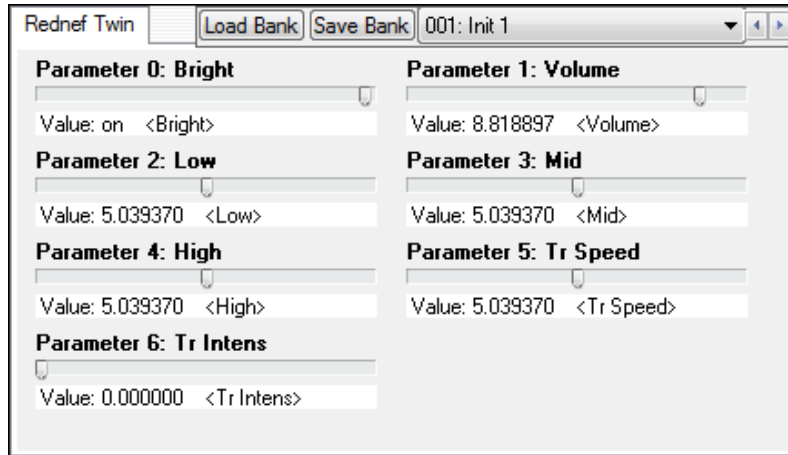 Rednef Twin
Load Bank Save Bank 001: Init 1
Parameter 0: Bright
Value: on <Bright>
Parameter 1: Volume
Value: 8.818897 <Volume>
Parameter 2: Low
Value: 5.039370 <Low>
Parameter 3: Mid
Value: 5.039370 <Mid>
Parameter 4: High
Value: 5.039370 <High>
Parameter 5: Tr Speed
Value: 5.039370 <Tr Speed>
Parameter 6: Tr Intens
Value: 0.000000 <Tr Intens>